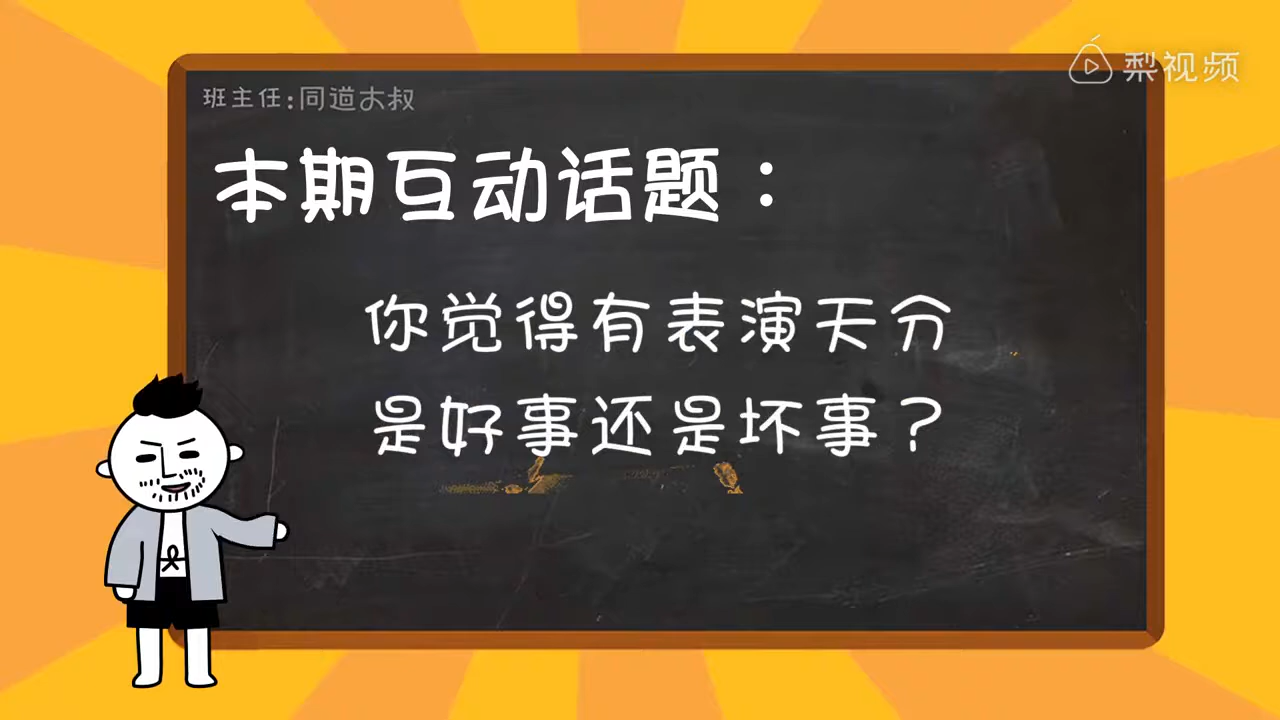 梨视频
班主任:同道大叔
本期互动话题：
你觉得有表演天分
是好事还是坏事？